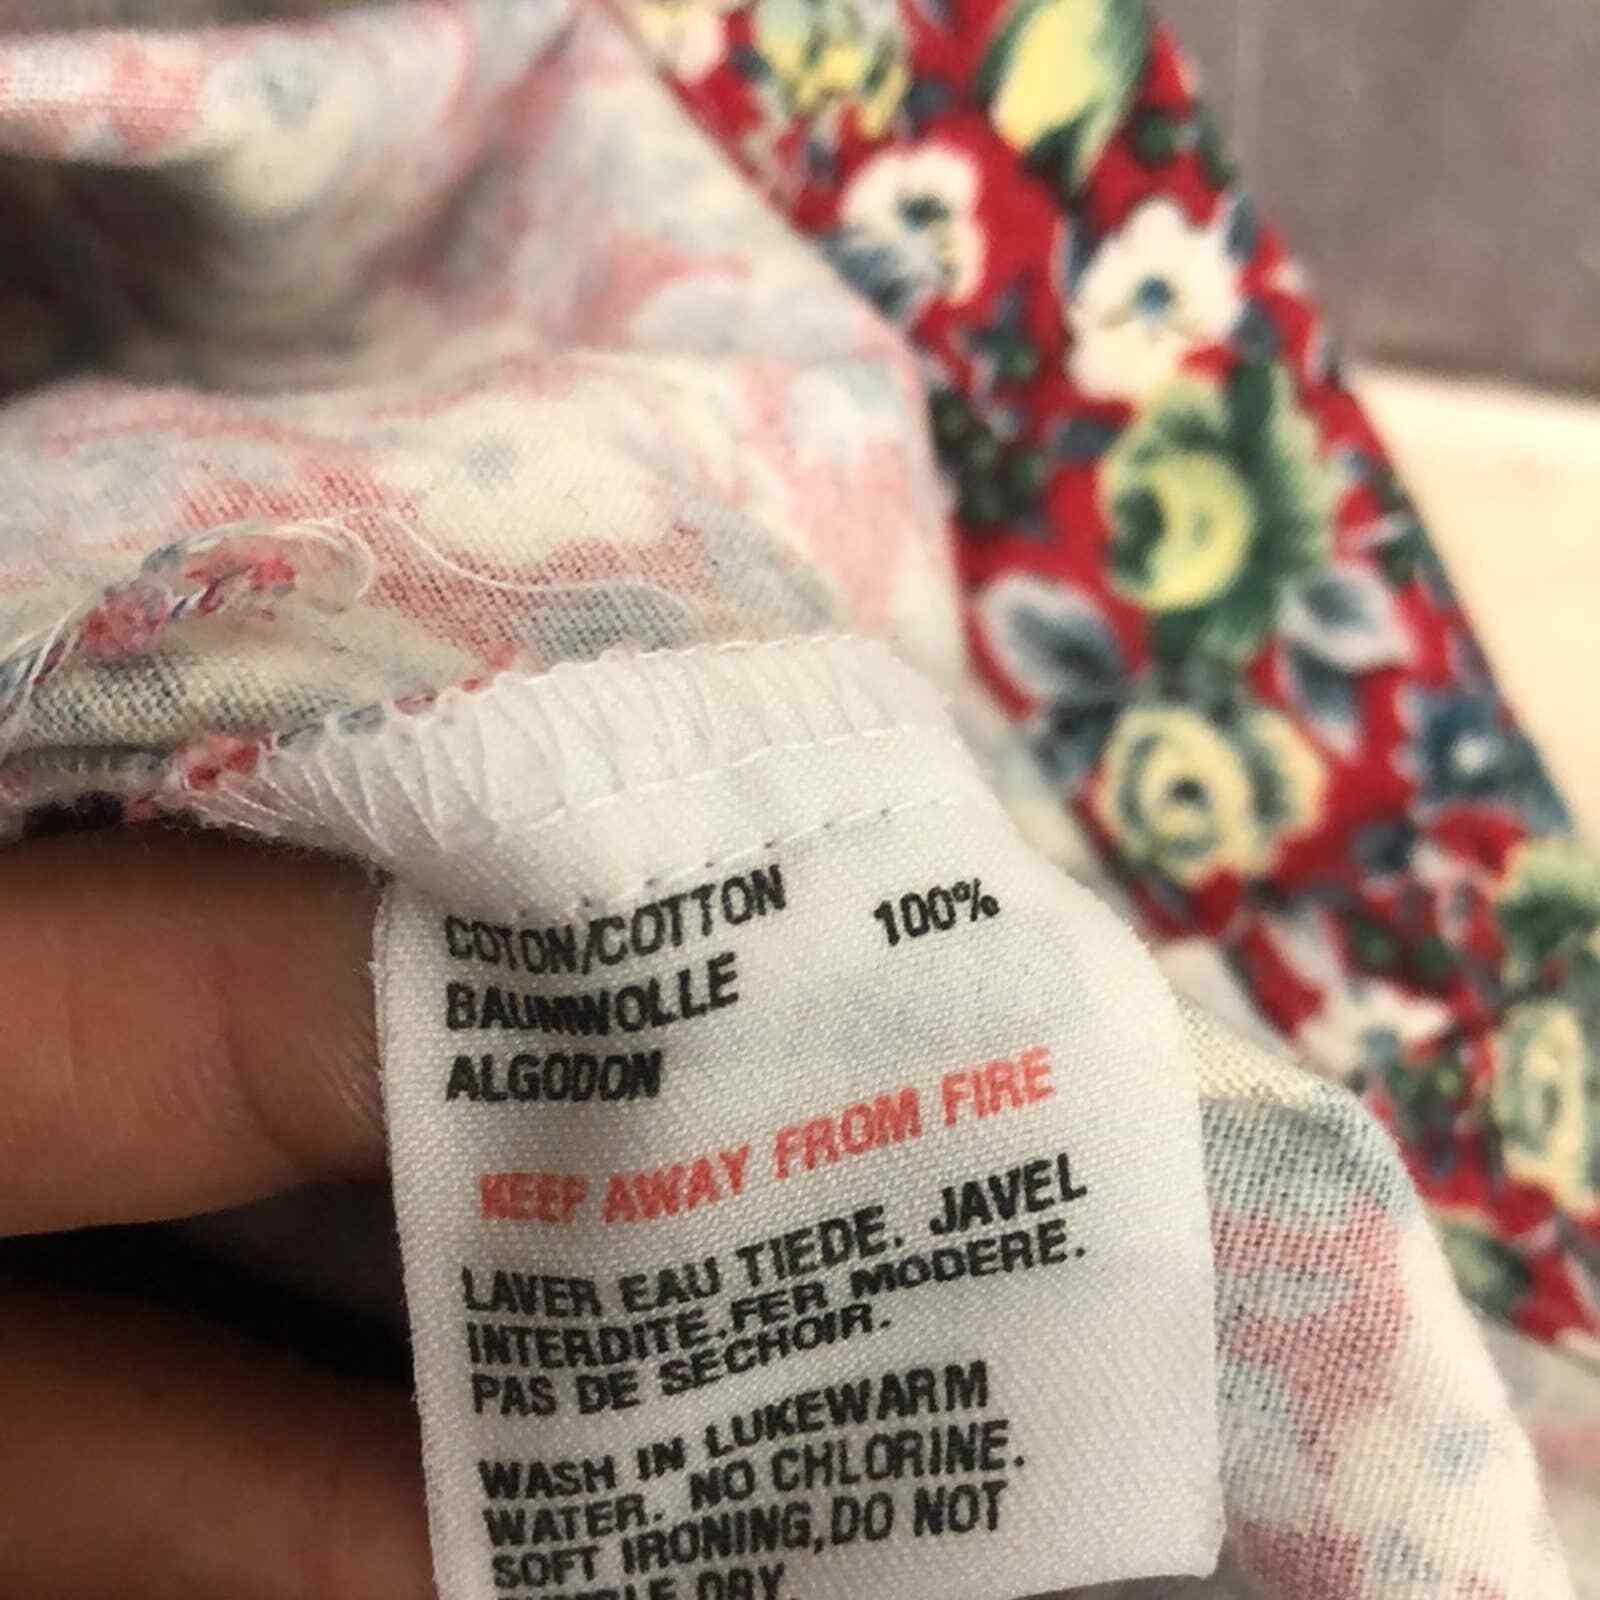 COTON/COTTON 100%
BAUMWOLLE
ALGODON
KEEP AWAY FROM FIRE
LAVER EAU TIEDE. JAVEL
INTERDITE.FER MODERE.
PAS DE SECHOIR.
WASH IN LUKEWARM
WATER. NO CHLORINE.
SOFT IRONING,DO NOT
DRY.